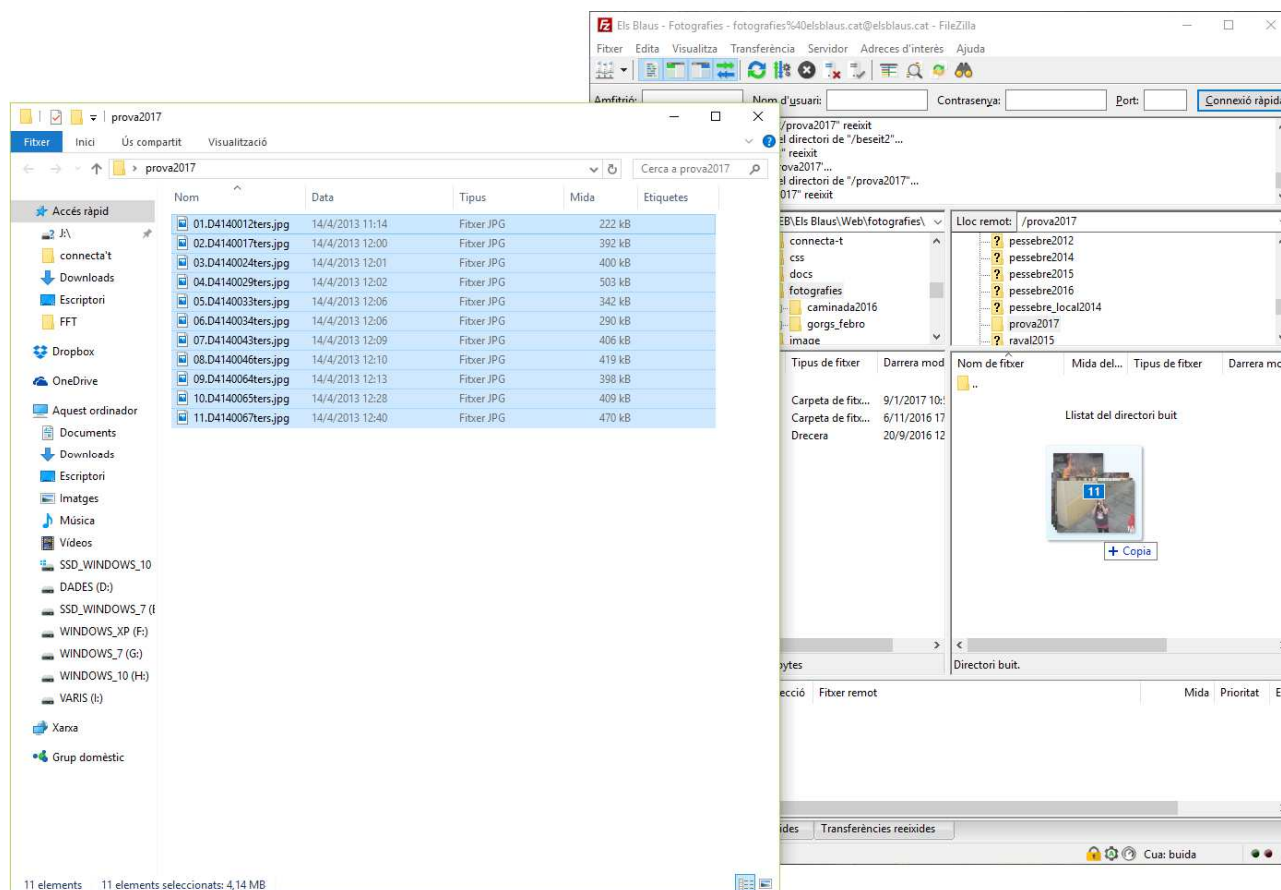 Els Blaus - Fotografies - fotografies%40elsblaus.cat@elsblaus.cat - FileZilla
Fitxer Edita Visualitza Transferència Servidor Adreces d'interès Ajuda
Amfitrió: Nom d'usuari: Contrasenya: Port: Connexió ràpida
/prova2017" reeixit
el directori de "/beseit2"...
" reeixit
ova2017'...
el directori de "/prova2017"...
017" reeixit
EB\Els Blaus\Web\fotografies\
connecta-t
css
docs
fotografies
caminada2016
gorgs_febro
image
Lloc remot: /prova2017
pessebre2012
pessebre2014
pessebre2015
pessebre2016
pessebre_local2014
prova2017
raval2015
Tipus de fitxer Darrera mod
Carpeta de fitx... 9/1/2017 10:
Carpeta de fitx... 6/11/2016 17
Drecera 20/9/2016 12
Nom de fitxer Mida del... Tipus de fitxer Darrera mo
..
Llistat del directori buit
11
+ Copia
bytes
Directori buit.
ecció Fitxer remot Mida Prioritat E
ides Transferències reeixides
Cua: buida
prova2017
Fitxer Inici Ús compartit Visualització
prova2017 Cerca a prova2017
Nom Data Tipus Mida Etiquetes
01.D4140012ters.jpg 14/4/2013 11:14 Fitxer JPG 222 kB
02.D4140017ters.jpg 14/4/2013 12:00 Fitxer JPG 392 kB
03.D4140024ters.jpg 14/4/2013 12:01 Fitxer JPG 400 kB
04.D4140029ters.jpg 14/4/2013 12:02 Fitxer JPG 503 kB
05.D4140033ters.jpg 14/4/2013 12:06 Fitxer JPG 342 kB
06.D4140034ters.jpg 14/4/2013 12:06 Fitxer JPG 290 kB
07.D4140043ters.jpg 14/4/2013 12:09 Fitxer JPG 406 kB
08.D4140046ters.jpg 14/4/2013 12:10 Fitxer JPG 419 kB
09.D4140064ters.jpg 14/4/2013 12:13 Fitxer JPG 398 kB
10.D4140065ters.jpg 14/4/2013 12:28 Fitxer JPG 409 kB
11.D4140067ters.jpg 14/4/2013 12:40 Fitxer JPG 470 kB
Accés ràpid
J:\
connecta't
Downloads
Escriptori
FFT
Dropbox
OneDrive
Aquest ordinador
Documents
Downloads
Escriptori
Imatges
Música
Vídeos
SSD_WINDOWS_10
DADES (D:)
SSD_WINDOWS_7 (E
WINDOWS_XP (F:)
WINDOWS_7 (G:)
WINDOWS_10 (H:)
VARIS (I:)
Xarxa
Grup domèstic
11 elements 11 elements seleccionats: 4,14 MB